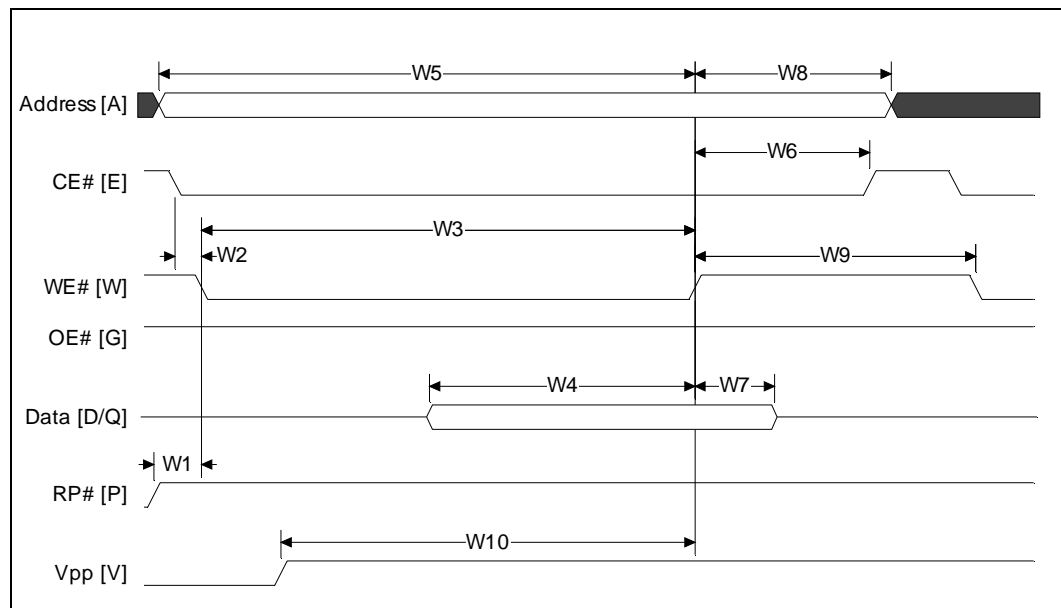 W5 W8
Address [A]
W6
CE# [E]
W3
W2 W9
WE# [W]
OE# [G]
W4 W7
Data [D/Q]
W1
RP# [P]
W10
Vpp [V]